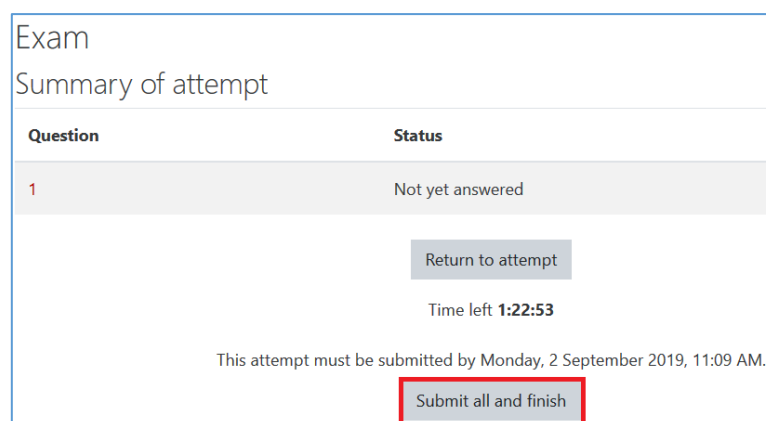 Exam
Summary of attempt
Question Status
1 Not yet answered
Return to attempt
Time left 1:22:53
This attempt must be submitted by Monday, 2 September 2019, 11:09 AM.
Submit all and finish